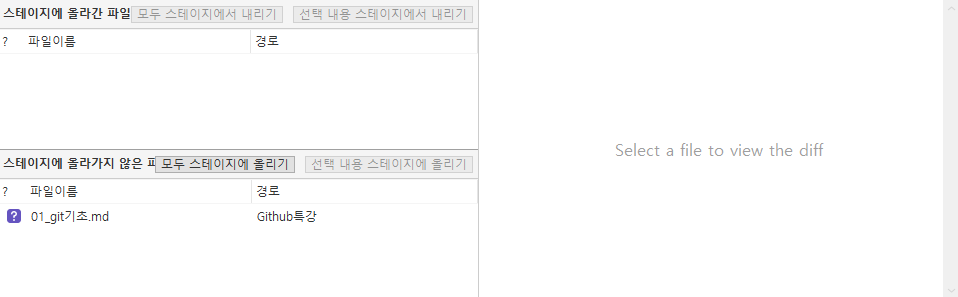 스테이지에 올라간 파일 모두 스테이지에서 내리기 선택 내용 스테이지에서 내리기
? 파일이름 경로
Select a file to view the diff
스테이지에 올라가지 않은 모두 스테이지에 올리기 선택 내용 스테이지에 올리기
? 파일이름 경로
? 01_git기초.md Github특강